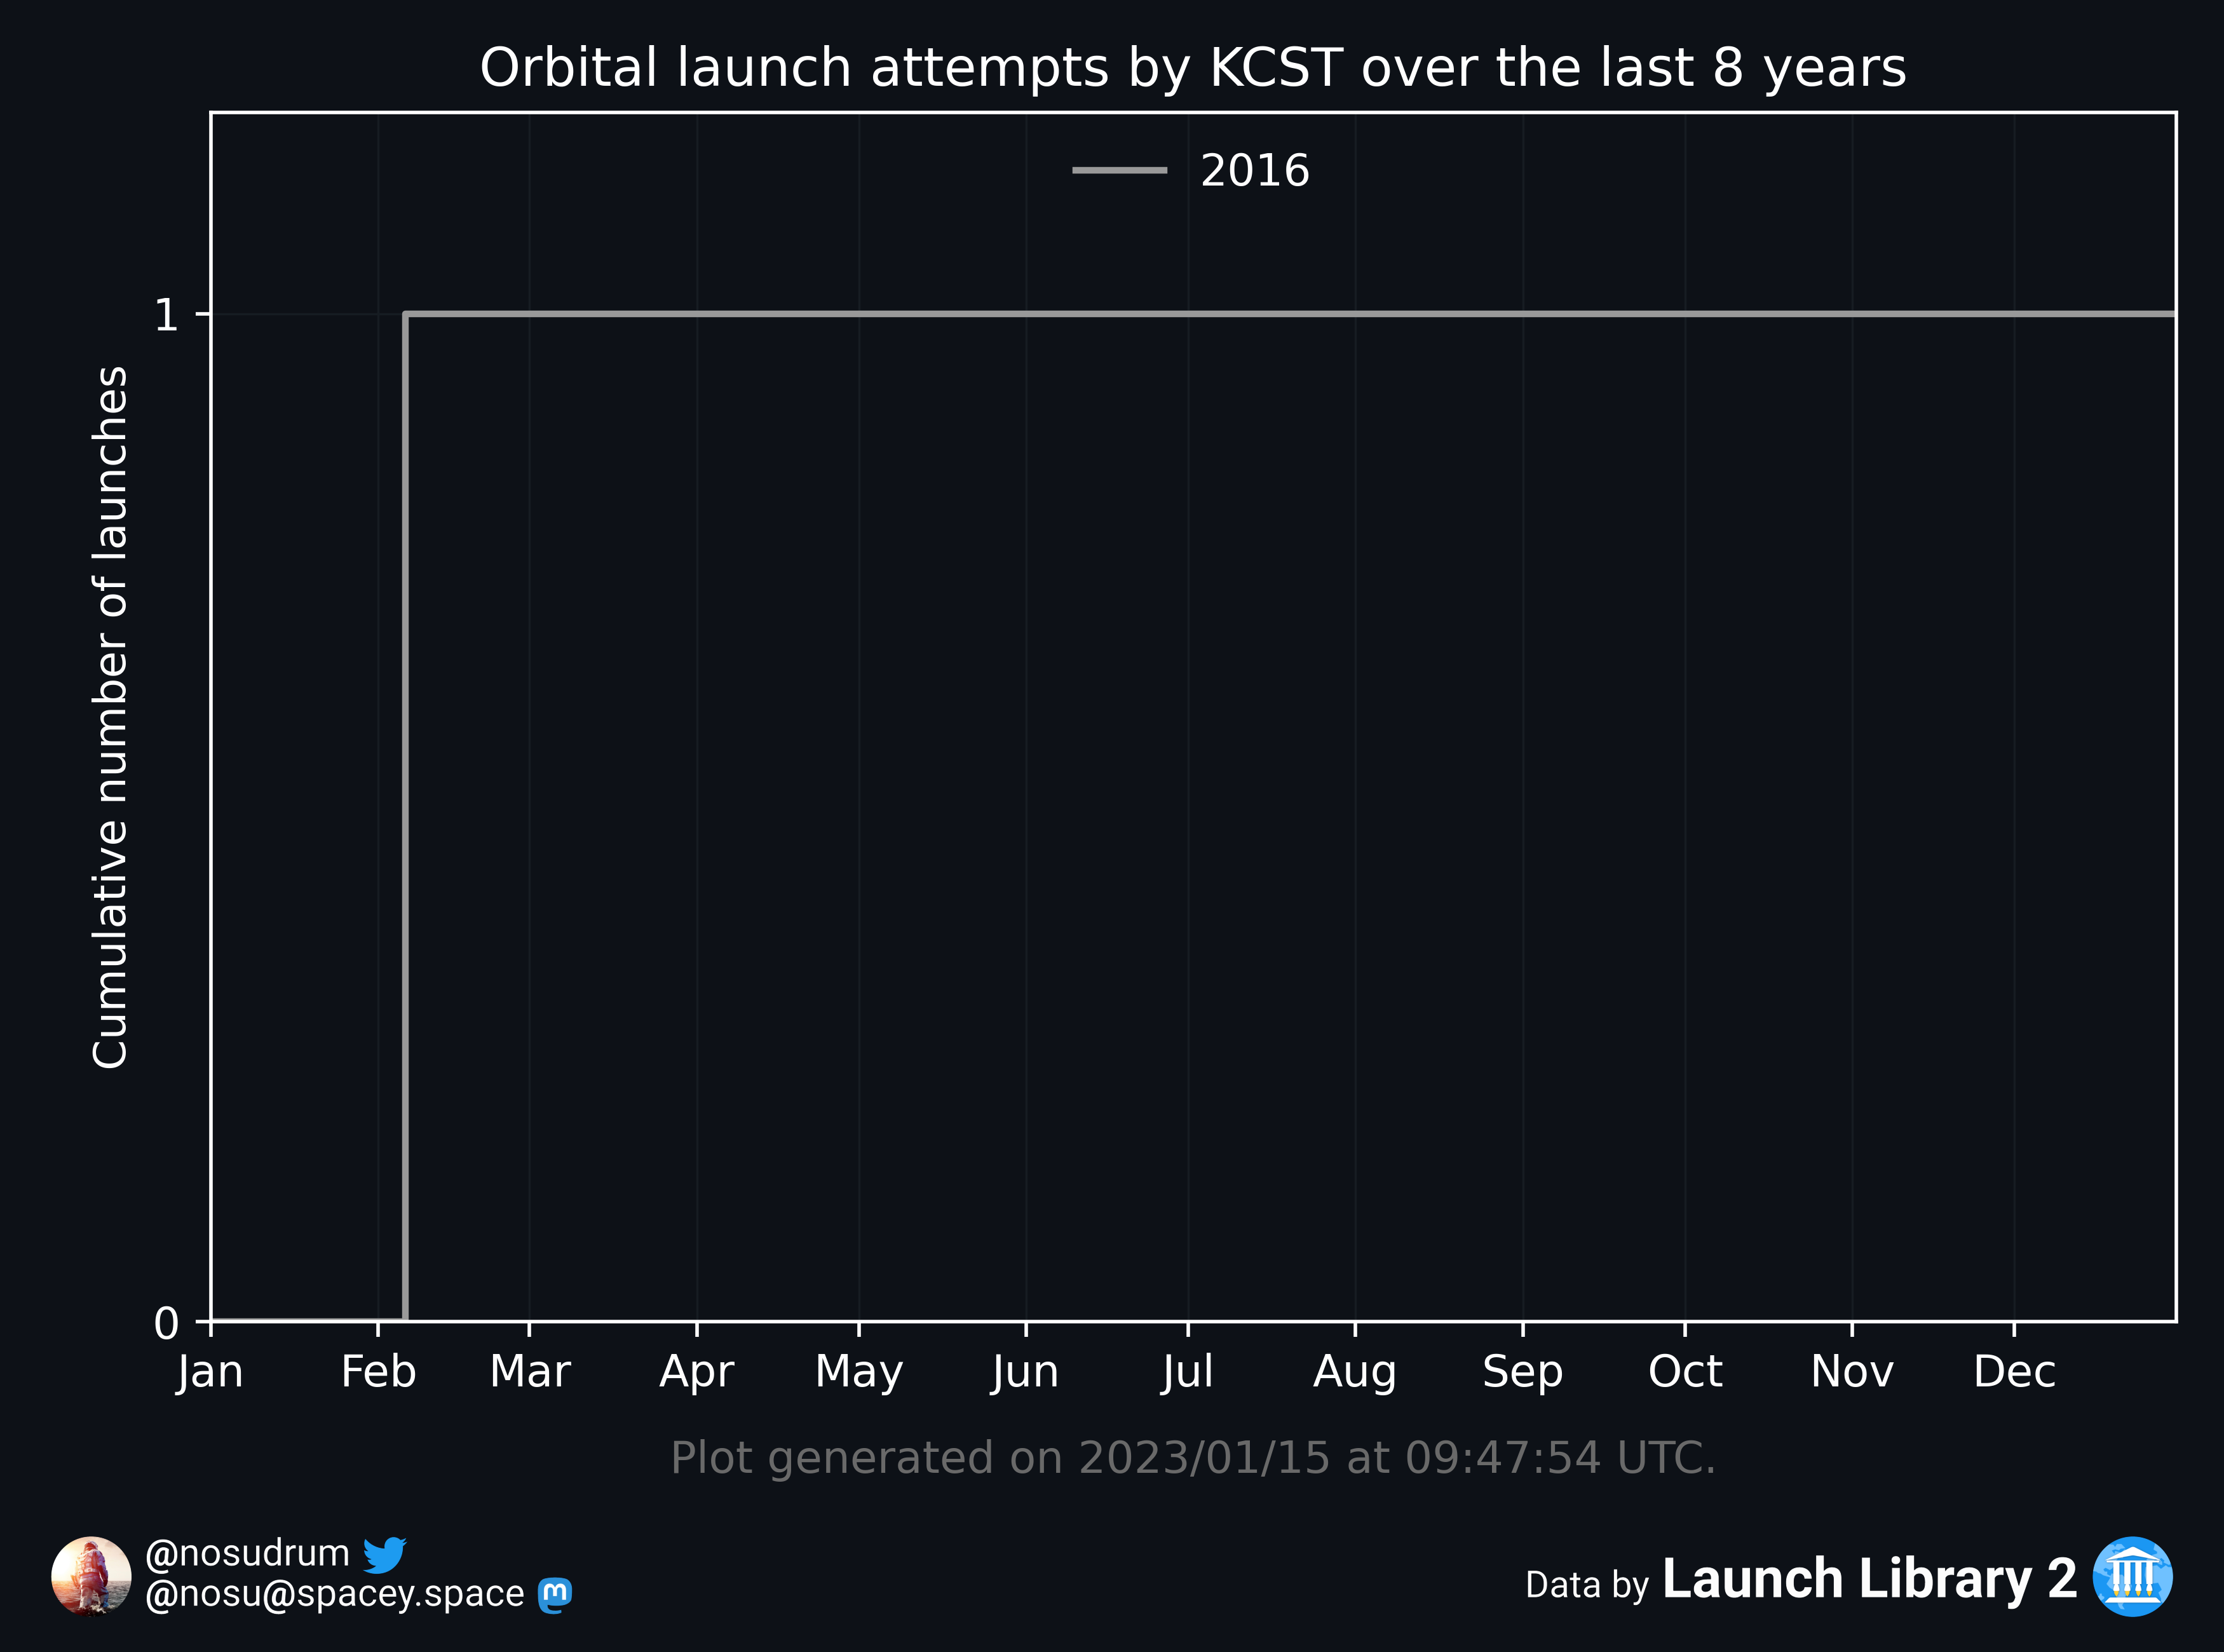 Orbital launch attempts by KCST over the last 8 years
2016
1
0
Cumulative number of launches
Jan Feb Mar Apr May Jun Jul Aug Sep Oct Nov Dec
Plot generated on 2023/01/15 at 09:47:54 UTC.
@nosudrum
@nosu@spacey.space
Data by Launch Library 2